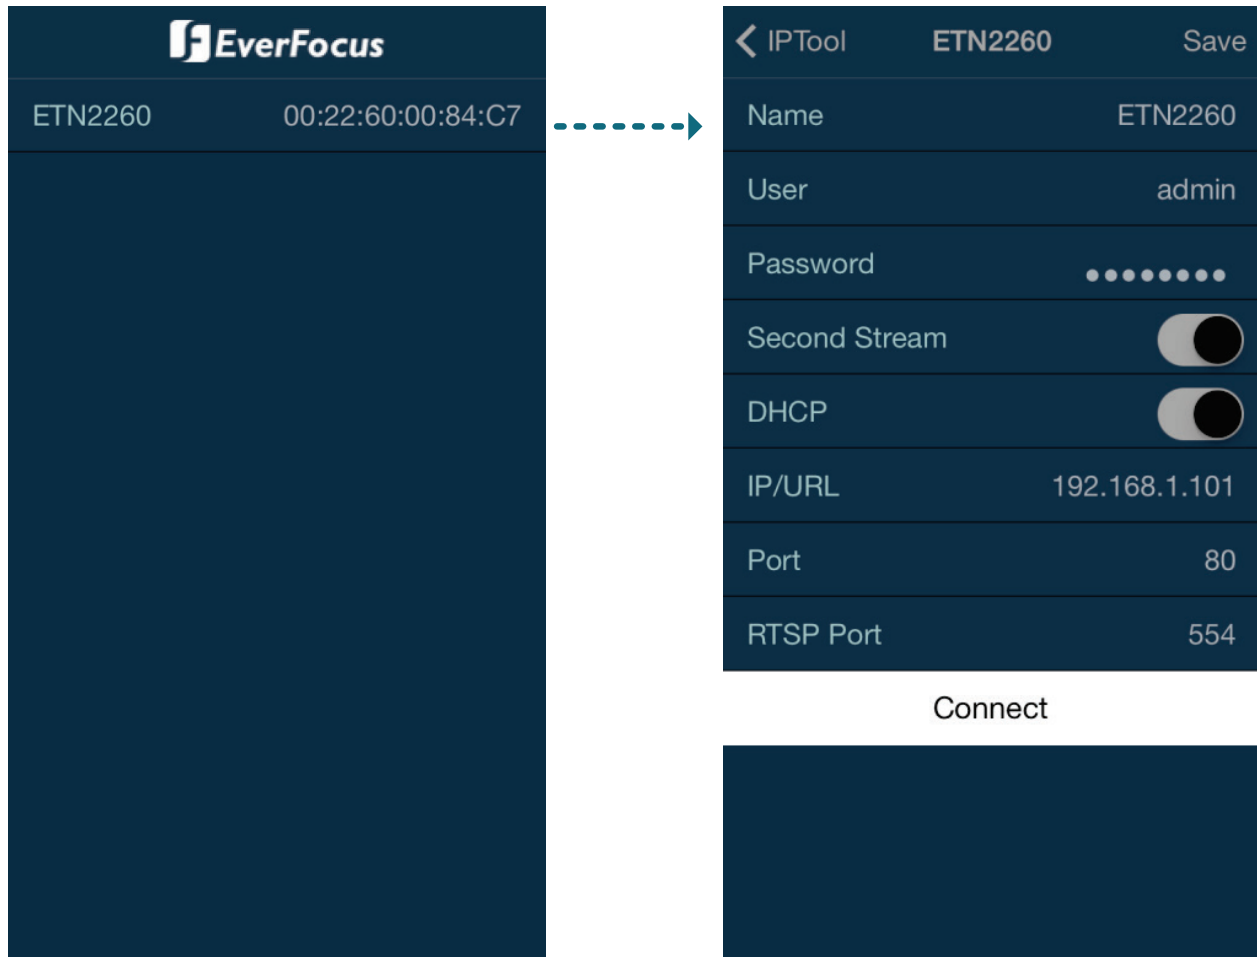 EverFocus
ETN2260 00:22:60:00:84:C7
IPTool ETN2260 Save
Name ETN2260
User admin
Password ••••••••
Second Stream
DHCP
IP/URL 192.168.1.101
Port 80
RTSP Port 554
Connect